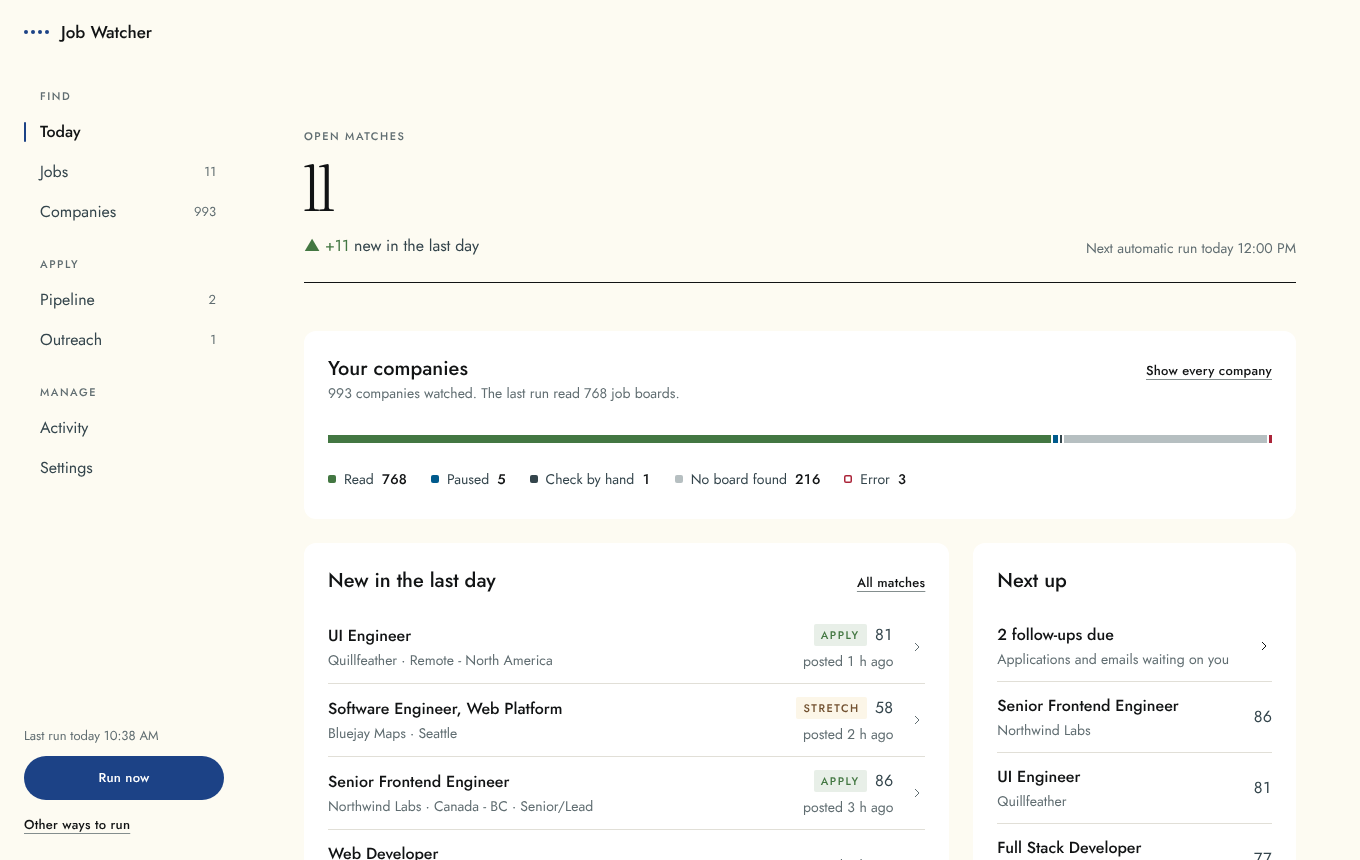 Job Watcher
FIND
Today
Jobs 11
Companies 993
APPLY
Pipeline 2
Outreach 1
MANAGE
Activity
Settings
Last run today 10:38 AM
Run now
Other ways to run
OPEN MATCHES
11
▲ +11 new in the last day
Next automatic run today 12:00 PM
Your companies
Show every company
993 companies watched. The last run read 768 job boards.
Read 768 Paused 5 Check by hand 1 No board found 216 Error 3
New in the last day
All matches
UI Engineer
APPLY 81
Quillfeather · Remote - North America
posted 1 h ago
Software Engineer, Web Platform
STRETCH 58
Bluejay Maps · Seattle
posted 2 h ago
Senior Frontend Engineer
APPLY 86
Northwind Labs · Canada - BC · Senior/Lead
posted 3 h ago
Web Developer
Next up
2 follow-ups due
Applications and emails waiting on you
Senior Frontend Engineer
Northwind Labs
86
UI Engineer
Quillfeather
81
Full Stack Developer
77